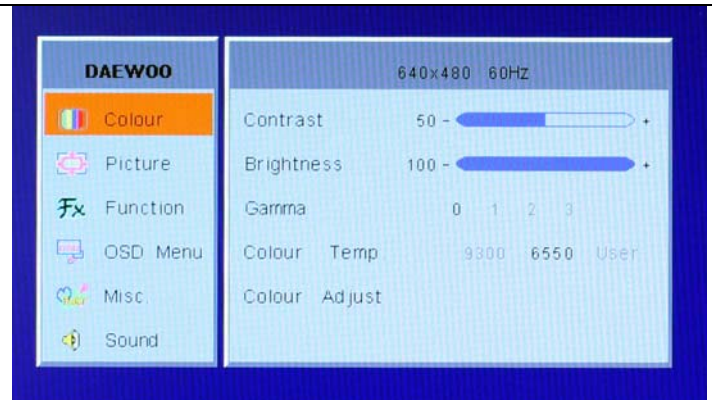 DAEWOO
Colour
Picture
Function
OSD Menu
Misc.
Sound
640x480 60Hz
Contrast 50 - +
Brightness 100 - +
Gamma 0 1 2 3
Colour Temp 9300 6550 User
Colour Adjust